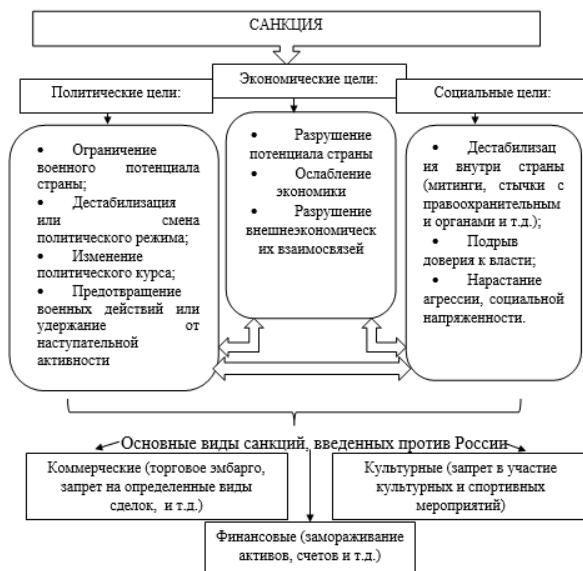 САНКЦИЯ
Политические цели:
Экономические цели:
Социальные цели:
• Ограничение
военного потенциала
страны;
• Дестабилизация
или смена
политического режима;
• Изменение
политического курса;
• Предотвращение
военных действий или
удержание от
наступательной
активности
• Разрушение
потенциала страны
• Ослабление
экономики
• Разрушение
внешнеэкономическ
их взаимосвязей
• Дестабилизац
ия внутри страны
(митинги, стычки с
правоохранительным
и органами и т.д.);
• Подрыв
доверия к власти;
• Нарастание
агрессии, социальной
напряженности.
Основные виды санкций, введенных против России
Коммерческие (торговое эмбарго,
запрет на определенные виды
сделок, и т.д.)
Культурные (запрет в участие
культурных и спортивных
мероприятий)
Финансовые (замораживание
активов, счетов и т.д.)